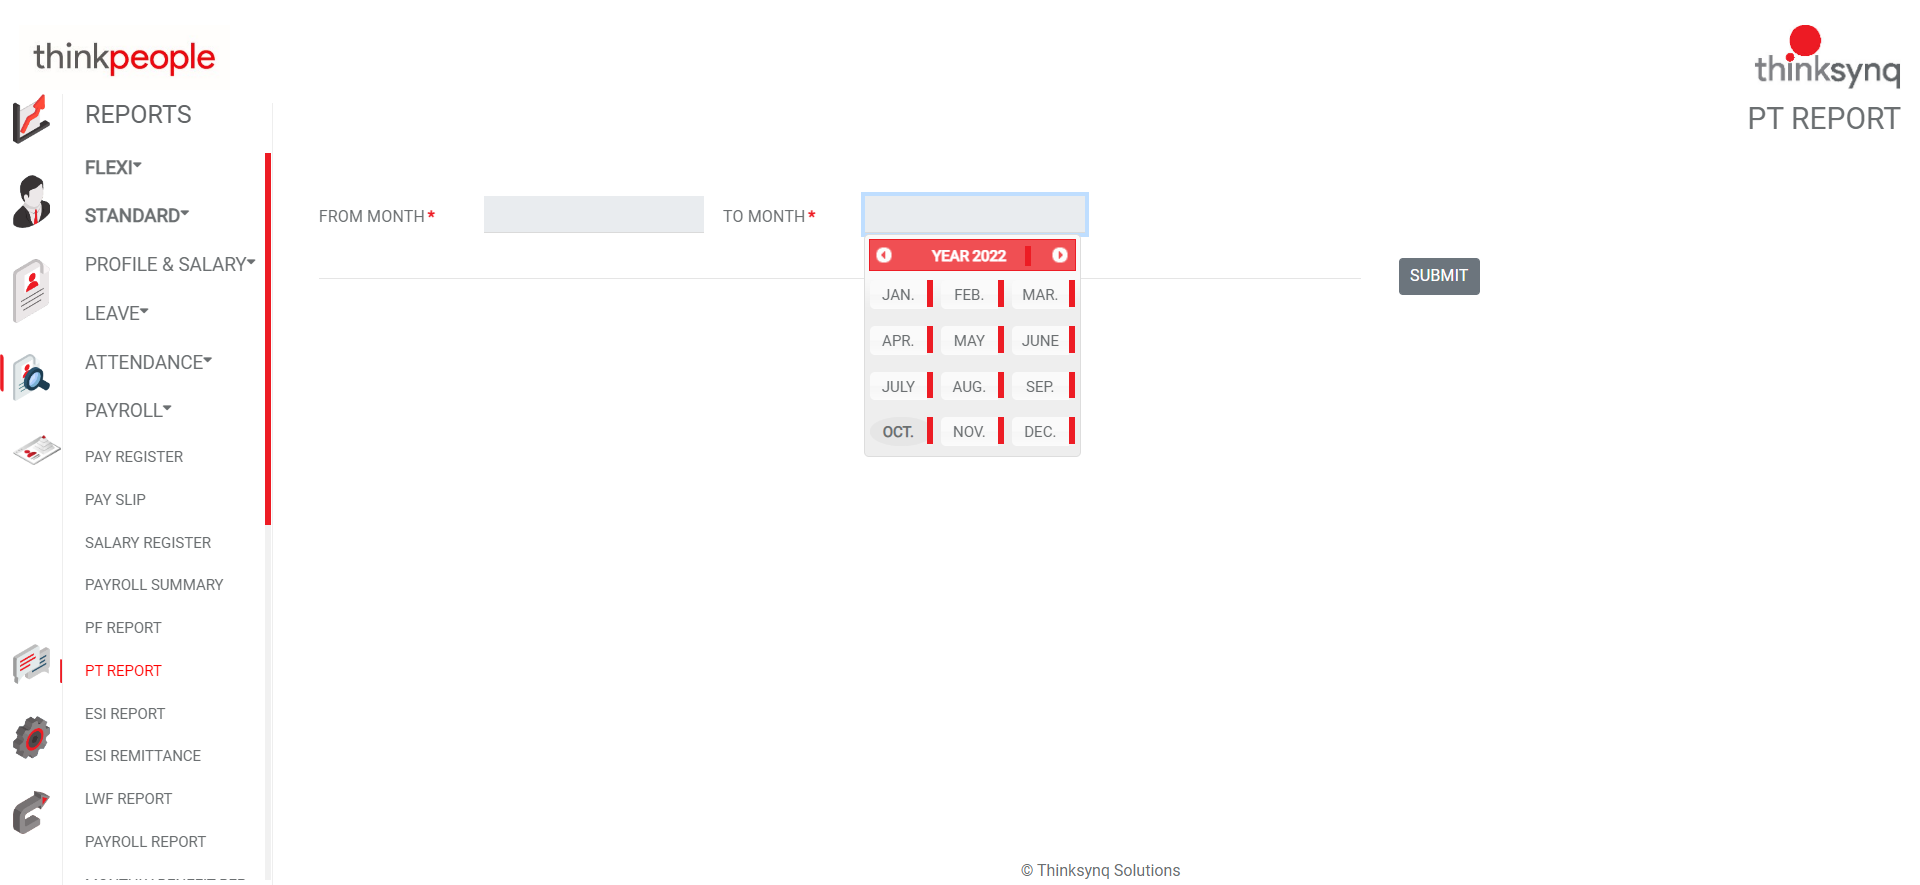 thinkpeople
thinksynq
PT REPORT
REPORTS
FLEXI
STANDARD
PROFILE & SALARY
LEAVE
ATTENDANCE
PAYROLL
PAY REGISTER
PAY SLIP
SALARY REGISTER
PAYROLL SUMMARY
PF REPORT
PT REPORT
ESI REPORT
ESI REMITTANCE
LWF REPORT
PAYROLL REPORT
FROM MONTH*
TO MONTH*
YEAR 2022
JAN. FEB. MAR.
APR. MAY JUNE
JULY AUG. SEP.
OCT. NOV. DEC.
SUBMIT
© Thinksynq Solutions